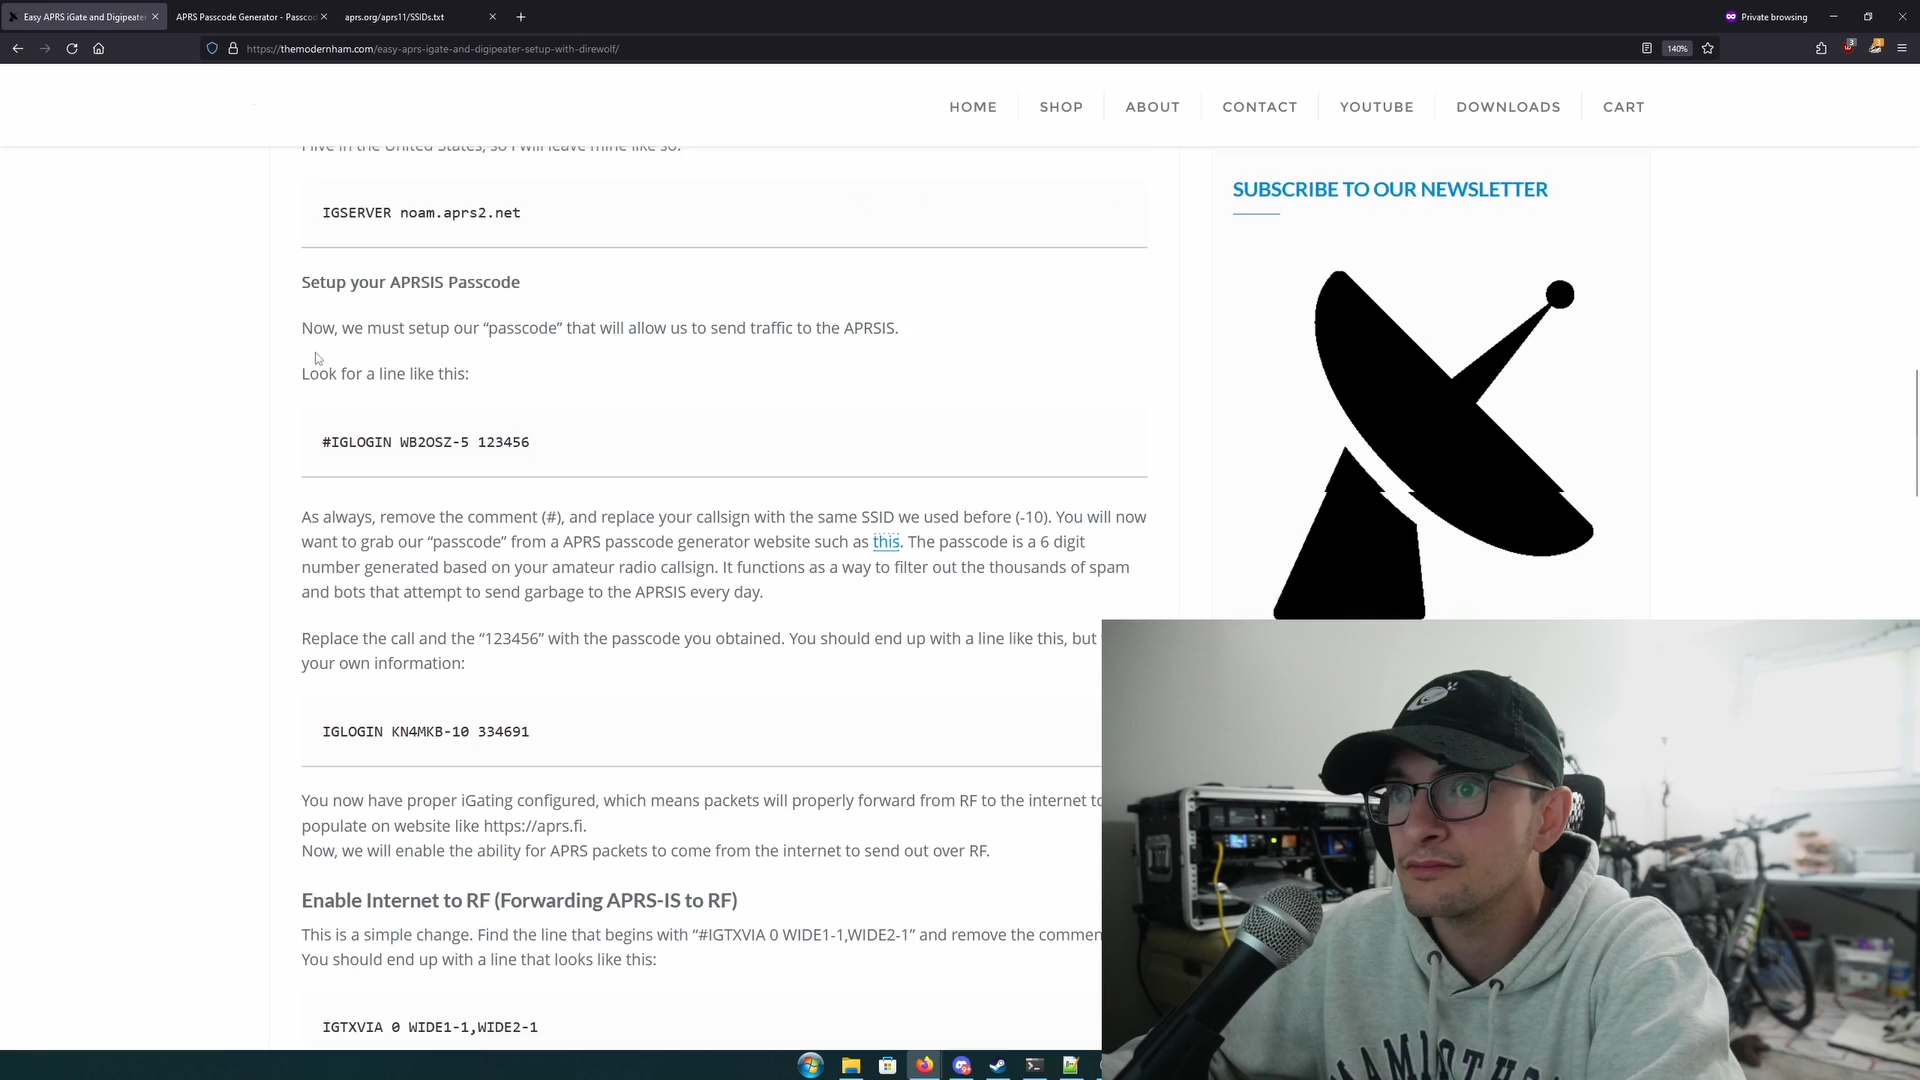 Easy APRS iGate and Digipeater
APRS Passcode Generator - Passcod
aprs.org/aprs11/SSIDs.txt
Private browsing
https://themodernham.com/easy-aprs-igate-and-digipeater-setup-with-direwolf/
140%
HOME
SHOP
ABOUT
CONTACT
YOUTUBE
DOWNLOADS
CART
I live in the United States, so I will leave mine like so:
IGSERVER noam.aprs2.net
Setup your APRSIS Passcode
Now, we must setup our “passcode” that will allow us to send traffic to the APRSIS.
Look for a line like this:
#IGLOGIN WB2OSZ-5 123456
As always, remove the comment (#), and replace your callsign with the same SSID we used before (-10). You will now
want to grab our “passcode” from a APRS passcode generator website such as this. The passcode is a 6 digit
number generated based on your amateur radio callsign. It functions as a way to filter out the thousands of spam
and bots that attempt to send garbage to the APRSIS every day.
Replace the call and the “123456” with the passcode you obtained. You should end up with a line like this, but
your own information:
IGLOGIN KN4MKB-10 334691
You now have proper iGating configured, which means packets will properly forward from RF to the internet to
populate on website like https://aprs.fi.
Now, we will enable the ability for APRS packets to come from the internet to send out over RF.
Enable Internet to RF (Forwarding APRS-IS to RF)
This is a simple change. Find the line that begins with “#IGTXVIA 0 WIDE1-1,WIDE2-1” and remove the commen
You should end up with a line that looks like this:
IGTXVIA 0 WIDE1-1,WIDE2-1
SUBSCRIBE TO OUR NEWSLETTER